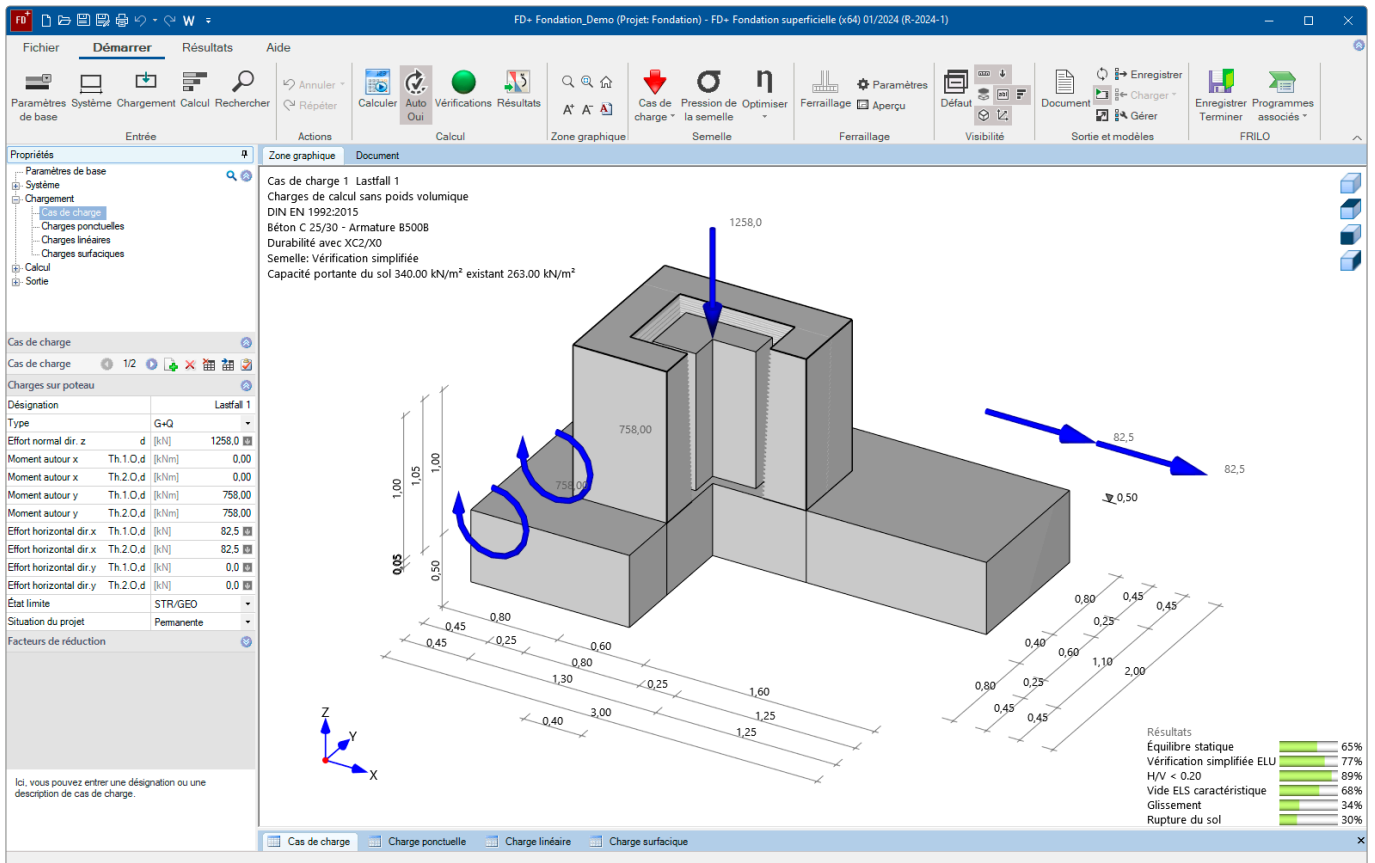 FD+ Fondation_Demo (Projet: Fondation) - FD+ Fondation superficielle (x64) 01/2024 (R-2024-1)
Fichier Démarrer Résultats Aide
Paramètres de base
Système
Chargement
Calcul
Rechercher
Entrée
Annuler
Répéter
Actions
Calculer
Auto Oui
Vérifications
Résultats
Calcul
Zone graphique
Cas de charge
Pression de la semelle
Optimiser
Semelle
Ferraillage
Paramètres
Aperçu
Ferraillage
Défaut
Visibilité
Document
Enregistrer
Charger
Gérer
Sortie et modèles
Enregistrer Terminer
Programmes associés
FRILO
Propriétés
Paramètres de base
Système
Chargement
Cas de charge
Charges ponctuelles
Charges linéaires
Charges surfaciques
Calcul
Sortie
Cas de charge
Cas de charge 1/2
Charges sur poteau
Désignation Lastfall 1
Type G+Q
Effort normal dir. z d [kN] 1258,0
Moment autour x Th.1.O,d [kNm] 0,00
Moment autour x Th.2.O,d [kNm] 0,00
Moment autour y Th.1.O,d [kNm] 758,00
Moment autour y Th.2.O,d [kNm] 758,00
Effort horizontal dir.x Th.1.O,d [kN] 82,5
Effort horizontal dir.x Th.2.O,d [kN] 82,5
Effort horizontal dir.y Th.1.O,d [kN] 0,0
Effort horizontal dir.y Th.2.O,d [kN] 0,0
État limite STR/GEO
Situation du projet Permanente
Facteurs de réduction
Ici, vous pouvez entrer une désignation ou une
description de cas de charge.
Zone graphique Document
Cas de charge 1 Lastfall 1
Charges de calcul sans poids volumique
DIN EN 1992:2015
Béton C 25/30 - Armature B500B
Durabilité avec XC2/X0
Semelle: Vérification simplifiée
Capacité portante du sol 340.00 kN/m² existant 263.00 kN/m²
1258,0
758,00
758,00
82,5
82,5
0,50
1,00
1,05
1,00
0,05
0,50
0,80
0,45
0,25
0,60
0,45
0,80
0,25
1,60
1,30
1,25
3,00
1,25
0,40
0,80
0,45
0,45
0,25
0,40
0,60
1,10
2,00
0,80
0,25
0,45
0,45
Z
Y
X
Résultats
Équilibre statique 65%
Vérification simplifiée ELU 77%
H/V < 0.20 89%
Vide ELS caractéristique 68%
Glissement 34%
Rupture du sol 30%
Cas de charge Charge ponctuelle Charge linéaire Charge surfacique